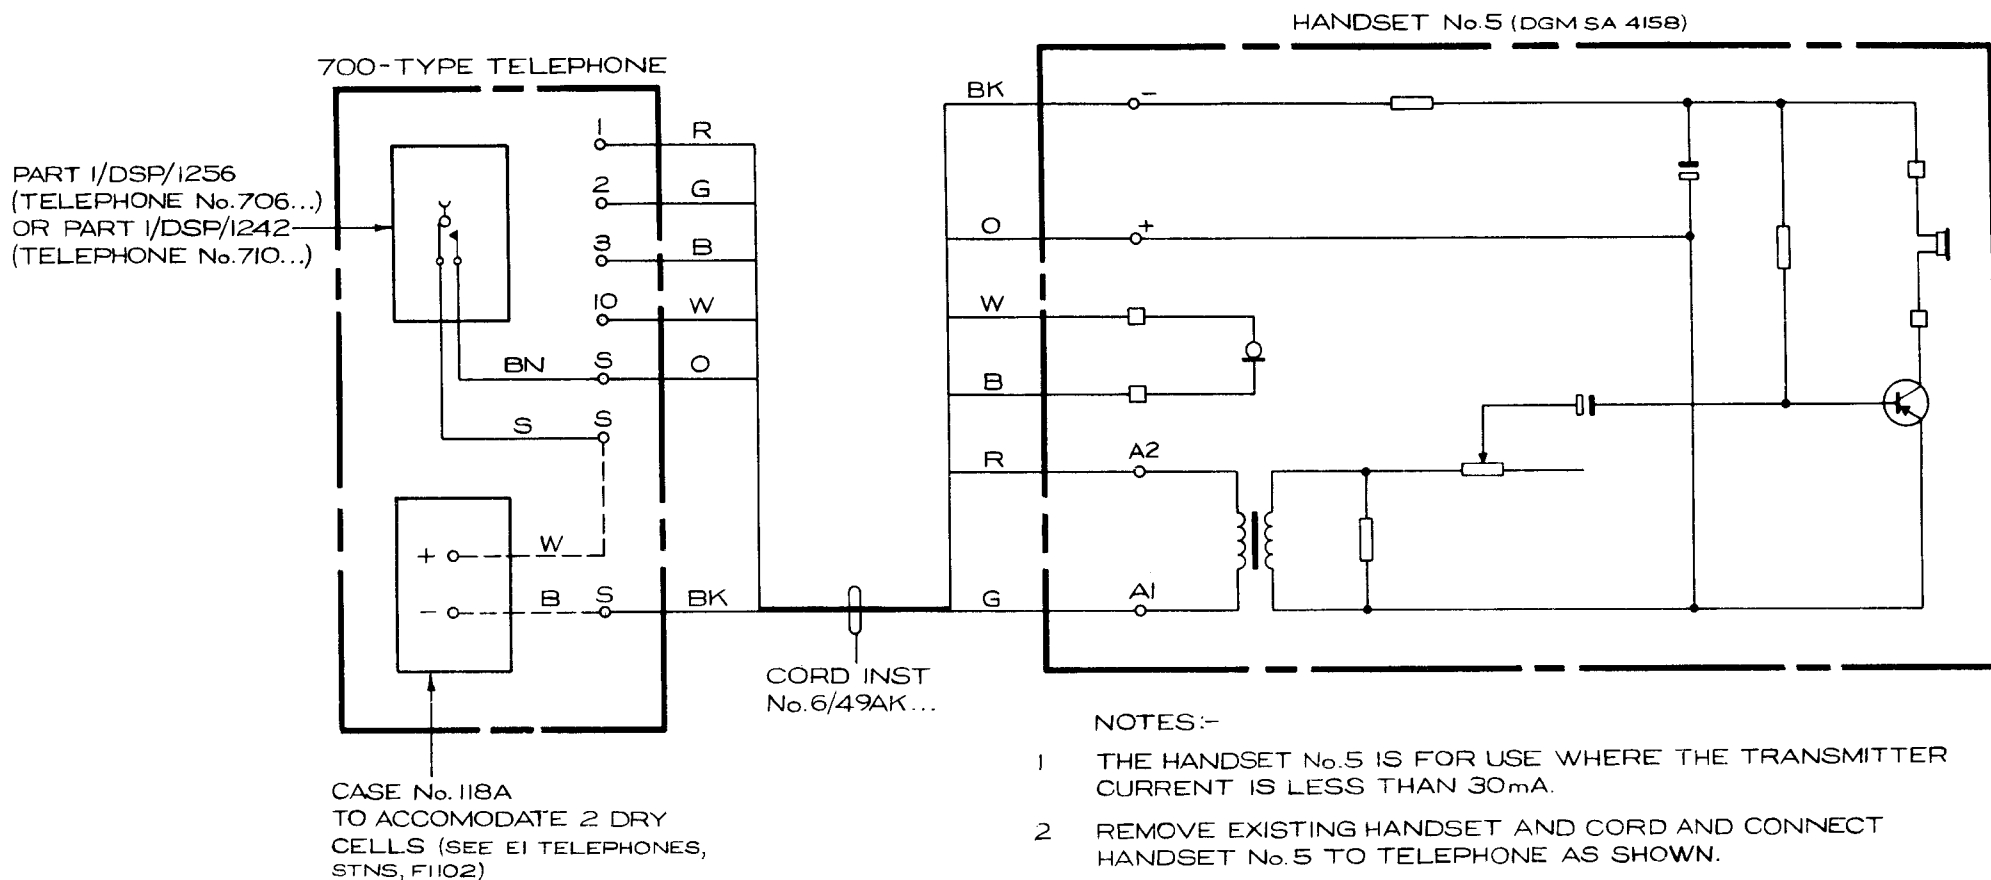 HANDSET No.5 (DGM SA 4158)
700-TYPE TELEPHONE
PART 1/DSP/1256
(TELEPHONE No.706...)
OR PART 1/DSP/1242
(TELEPHONE No.710...)
1
R
2
G
3
B
10
W
BN
S
O
S
S
+
W
-
B
S
BK
BK
-
O
+
W
B
R
A2
G
A1
CORD INST
No.6/49AK...
CASE No.118A
TO ACCOMODATE 2 DRY
CELLS (SEE E1 TELEPHONES,
STNS, F1102)
NOTES:-
1 THE HANDSET No.5 IS FOR USE WHERE THE TRANSMITTER
CURRENT IS LESS THAN 30mA.
2 REMOVE EXISTING HANDSET AND CORD AND CONNECT
HANDSET No.5 TO TELEPHONE AS SHOWN.